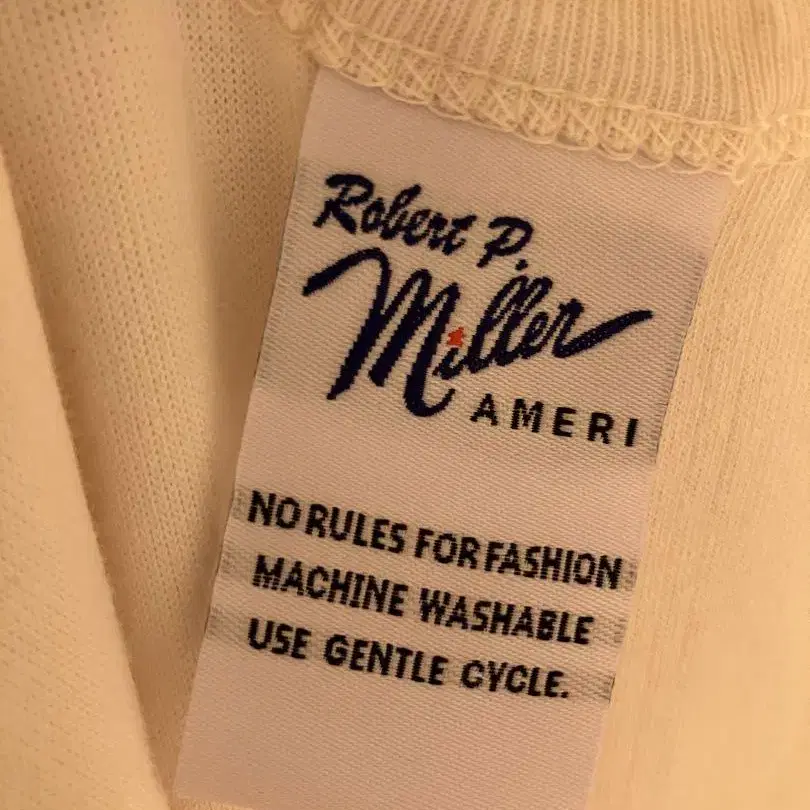 Robert P.
Miller
AMERI
NO RULES FOR FASHION
MACHINE WASHABLE
USE GENTLE CYCLE.